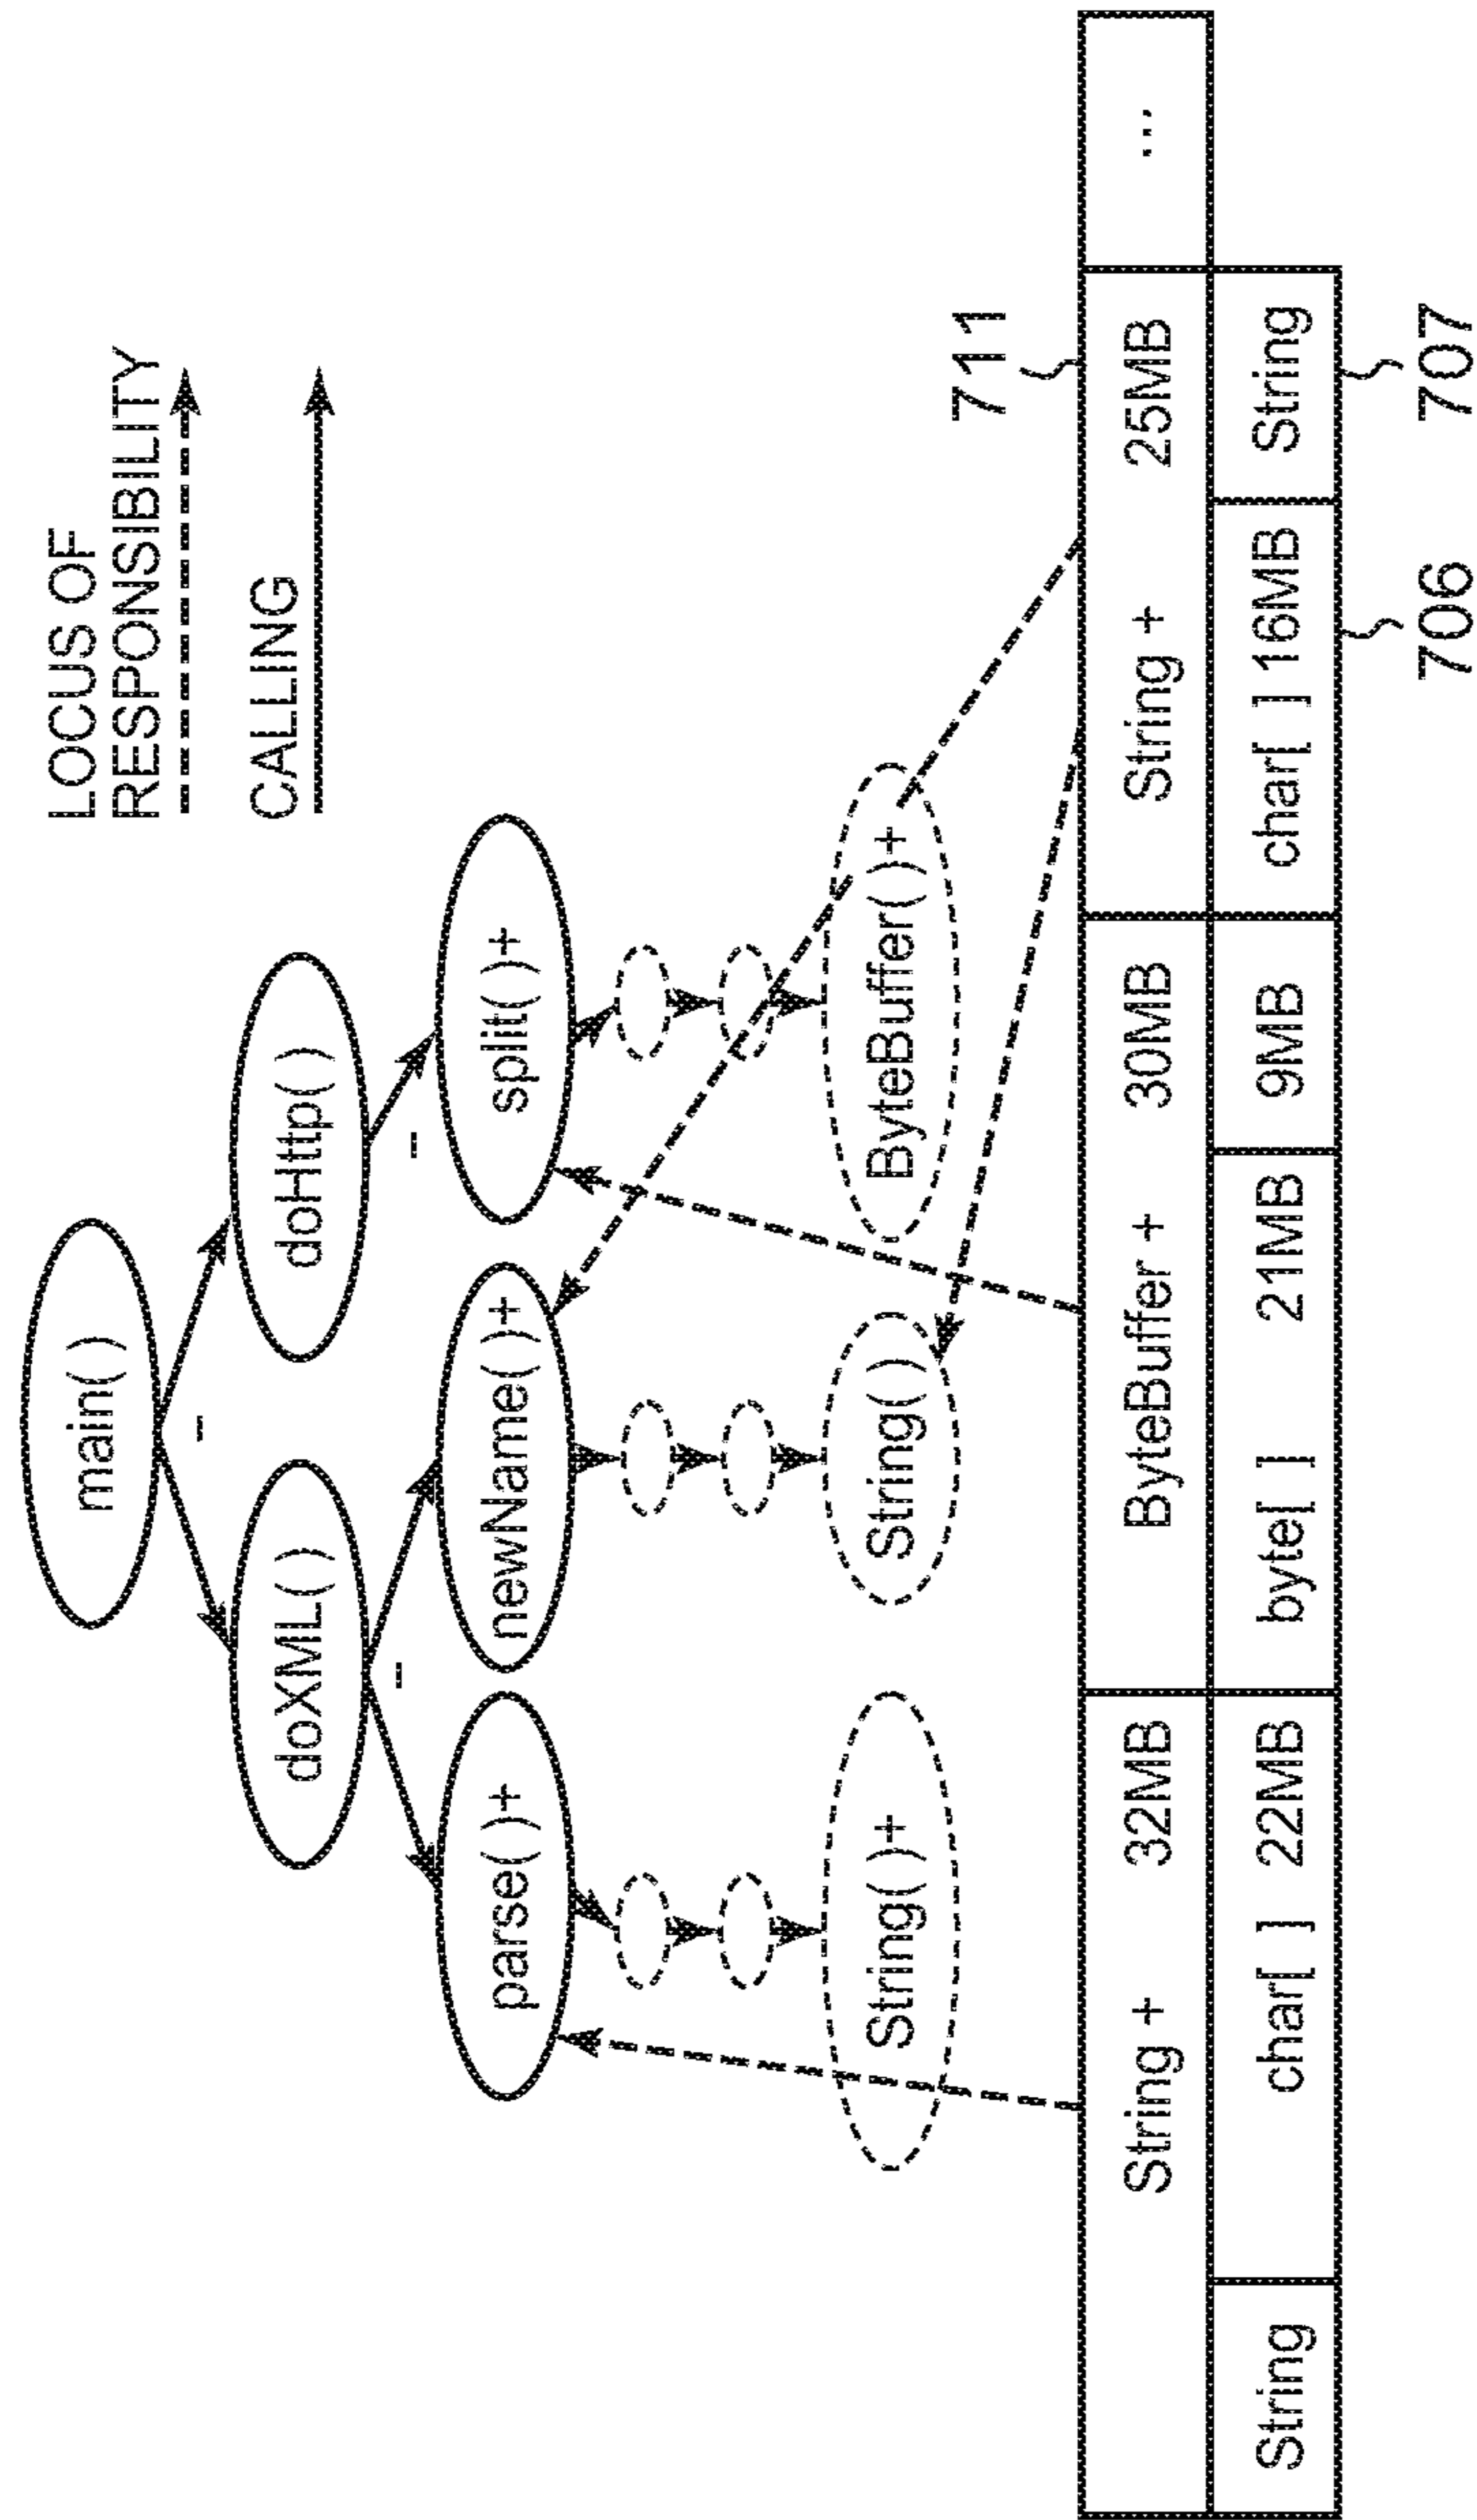 LOCUS OF
RESPONSIBILITY
CALLING
main( )
doXML( )
doHttp( )
parse( )+
newName( )+
split( )+
String( )+
String( )
ByteBuffer( )+
711
String + 32MB
ByteBuffer + 30MB
String + 25MB
...
String
char[ ] 22MB
byte[ ] 21MB
9MB
char[ ] 16MB
String
706
707